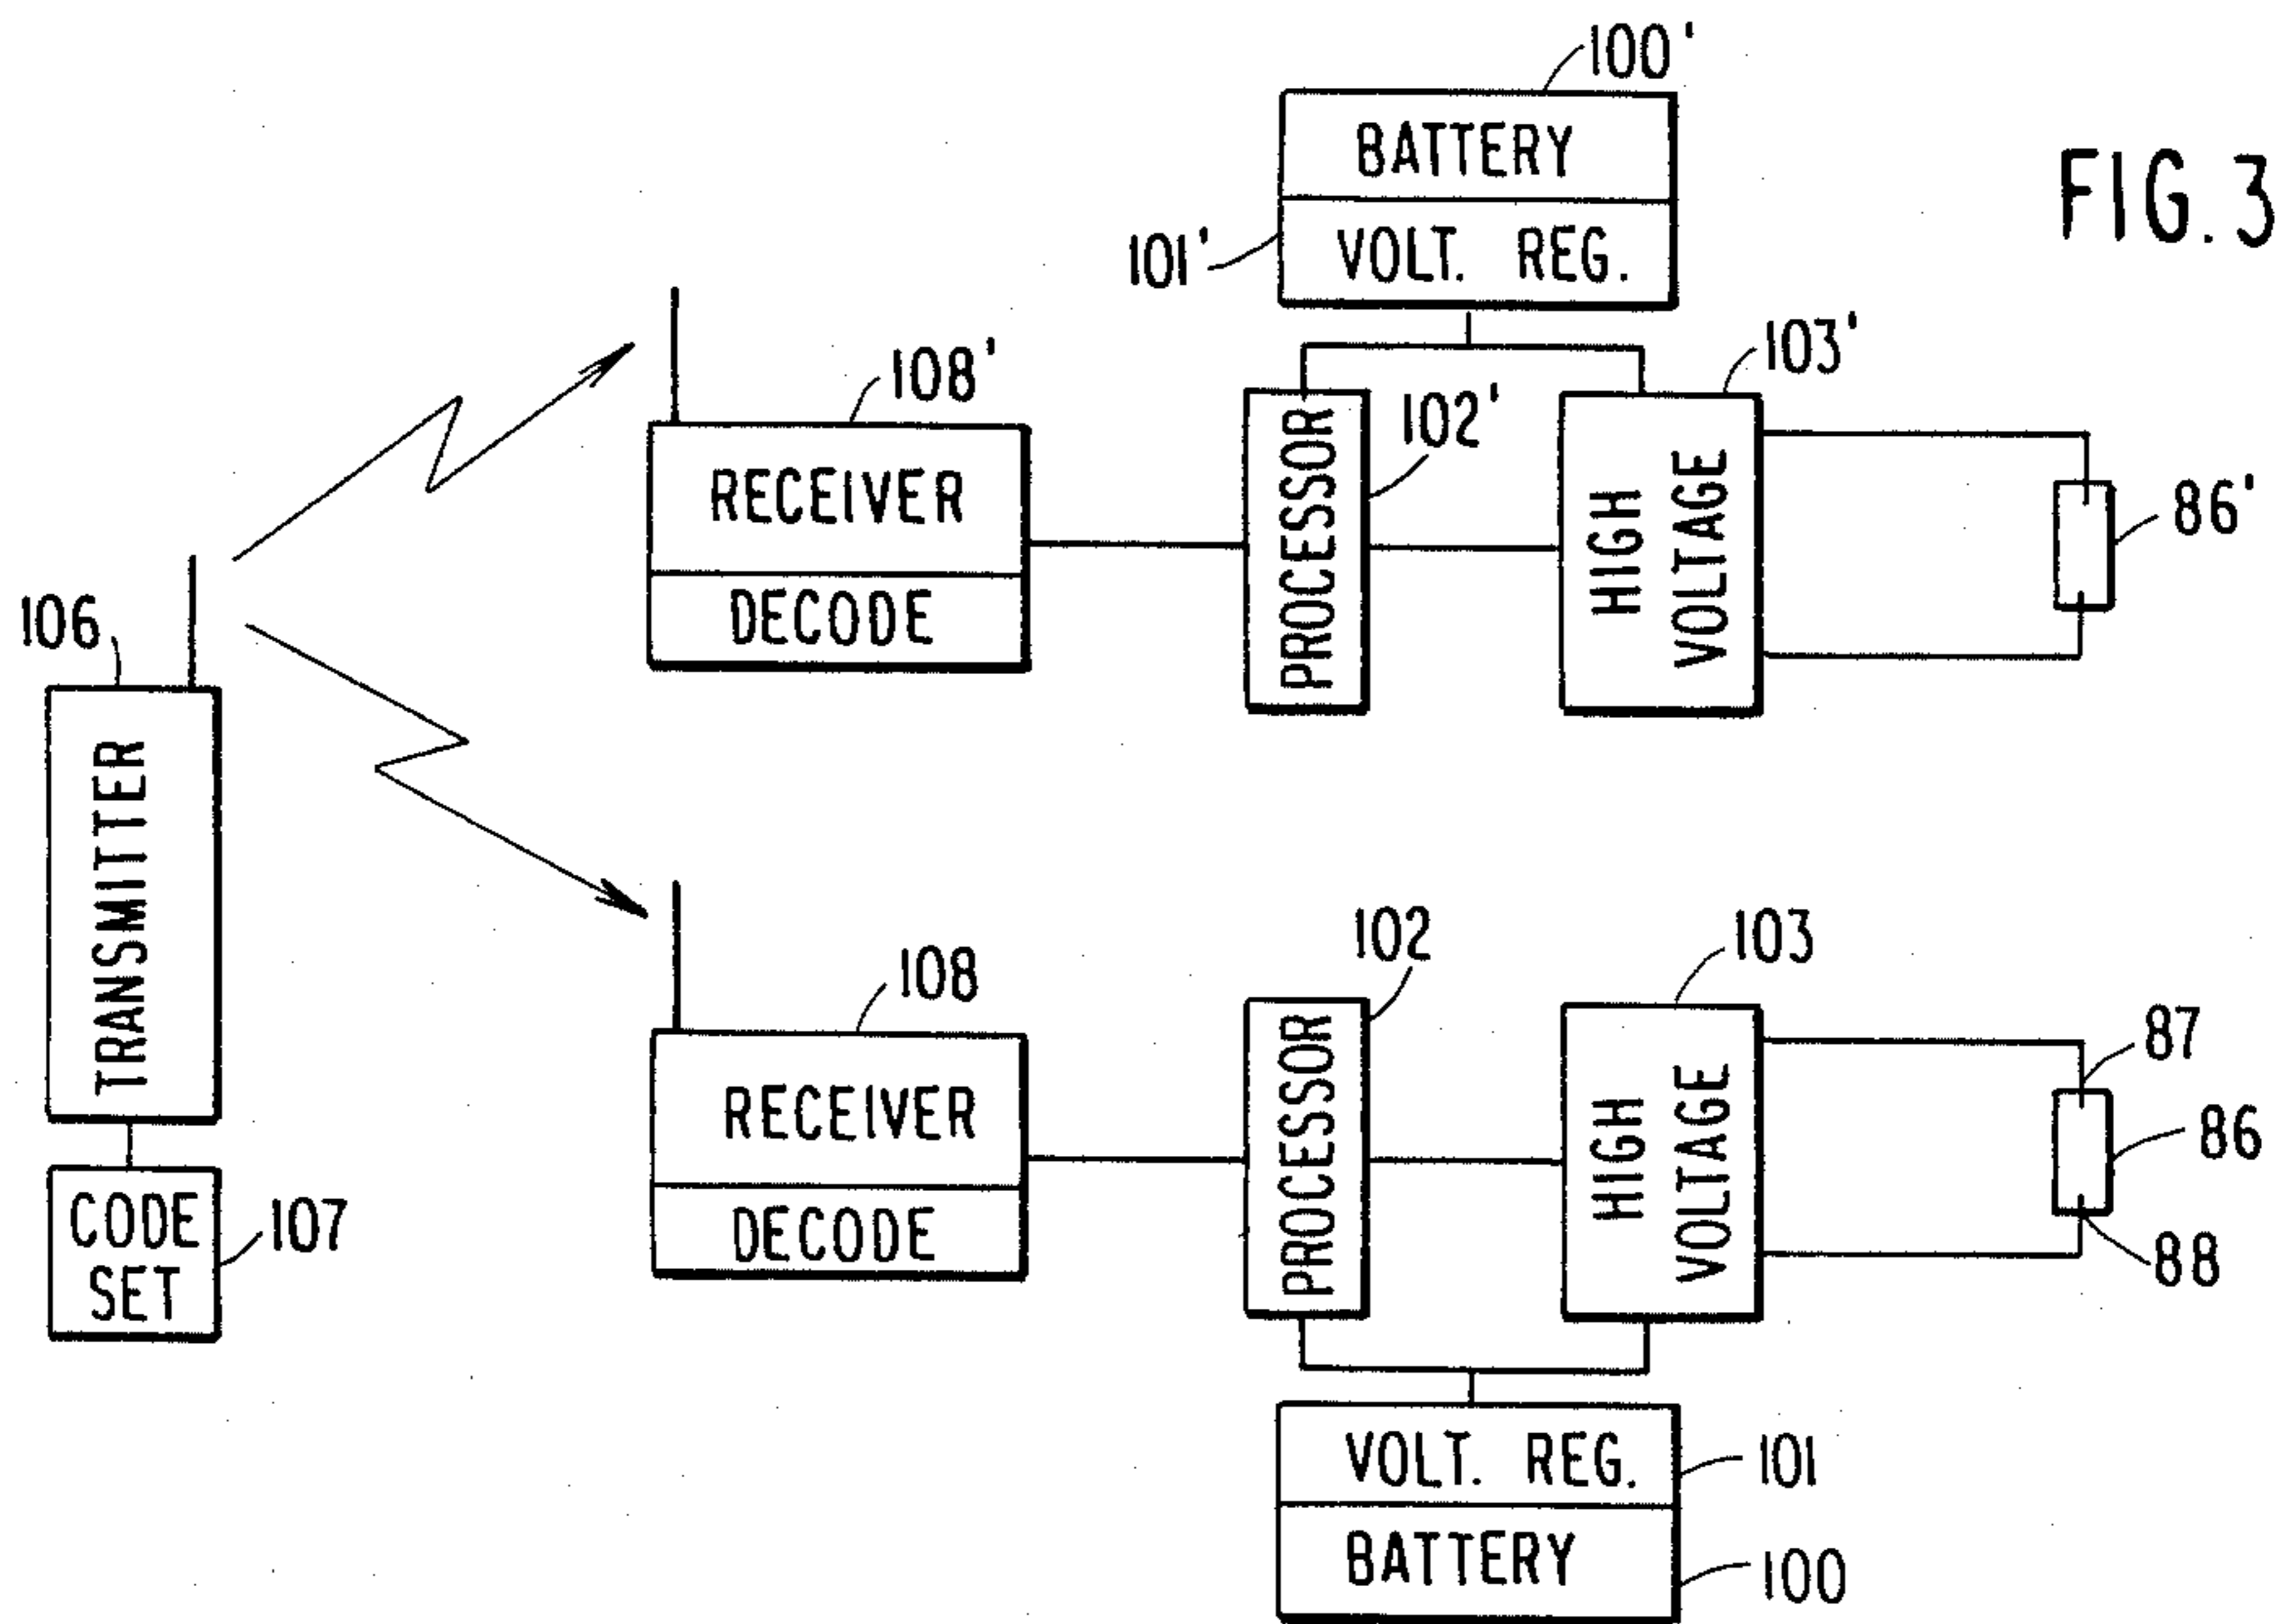 FIG. 3
100'
BATTERY
101'
VOLT. REG.
108'
102'
103'
RECEIVER
DECODE
PROCESSOR
HIGH
VOLTAGE
86'
106
TRANSMITTER
CODE
SET
107
108
102
103
RECEIVER
DECODE
PROCESSOR
HIGH
VOLTAGE
87
86
88
VOLT. REG.
101
BATTERY
100